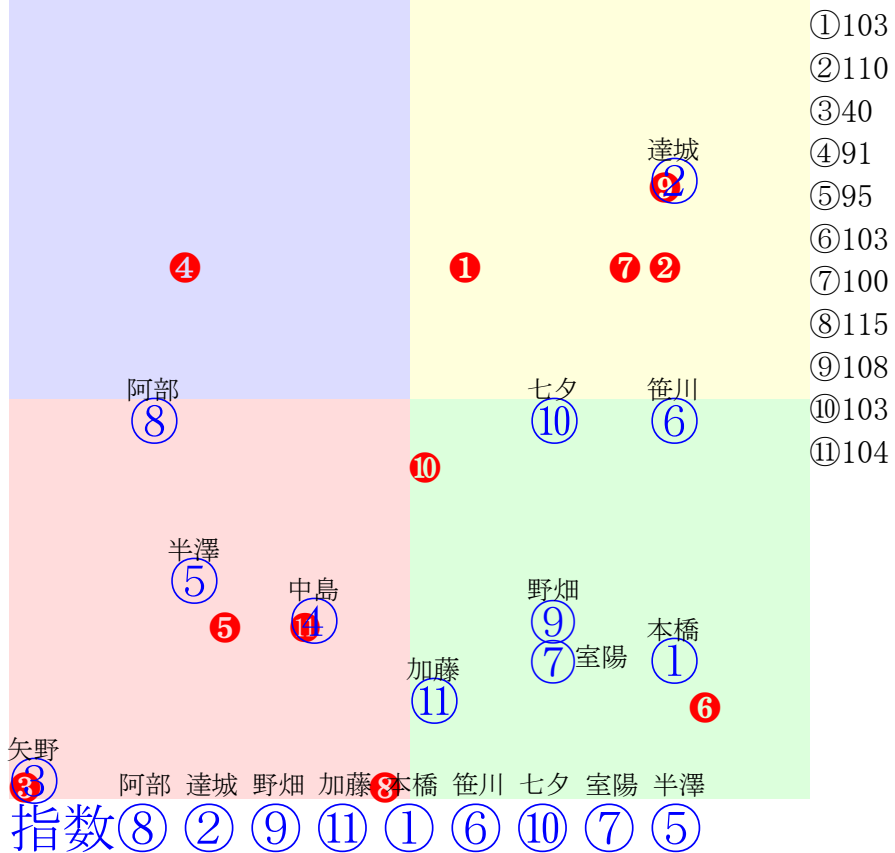 ①103
②110
③40
④91
⑤95
⑥103
⑦100
⑧115
⑨108
⑩103
⑪104
達城
❾②
❹ ❶ ❼ ❷
阿部 七夕 笹川
⑧ ⑩ ⑥
❿
半澤
⑤
中島
❺ ⓫④
野畑
⑨
本橋
⑦室陽 ①
加藤
⑪
❻
矢野
❸③ ❽
阿部 達城 野畑 加藤 本橋 笹川 七夕 室陽 半澤
指数⑧ ② ⑨ ⑪ ① ⑥ ⑩ ⑦ ⑤